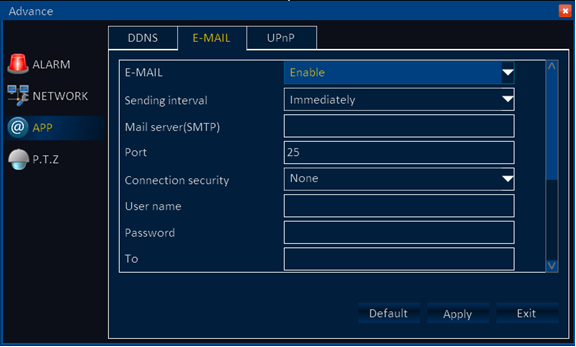 Advance
DDNS E-MAIL UPnP
ALARM
NETWORK
@ APP
P.T.Z
E-MAIL Enable
Sending interval Immediately
Mail server(SMTP)
Port 25
Connection security None
User name
Password
To
Default Apply Exit